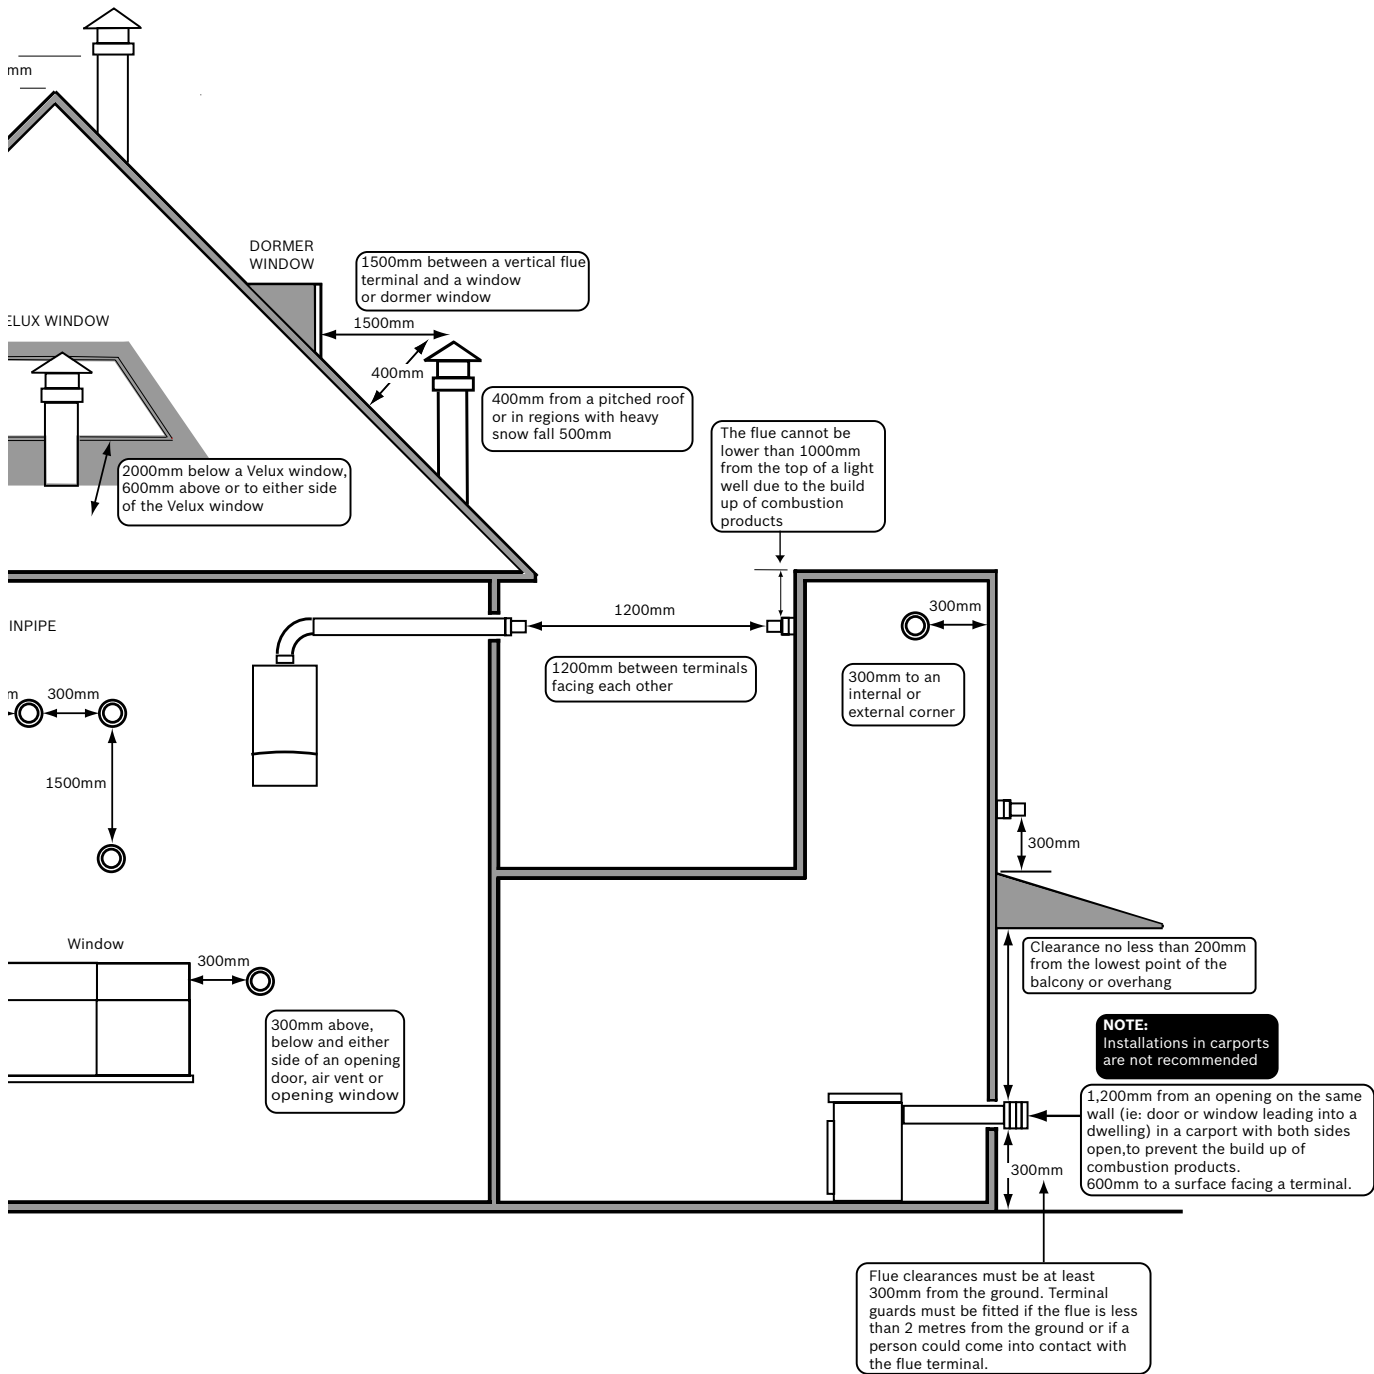 mm
DORMER
WINDOW
1500mm between a vertical flue
terminal and a window
or dormer window
1500mm
ELUX WINDOW
400mm
400mm from a pitched roof
or in regions with heavy
snow fall 500mm
The flue cannot be
lower than 1000mm
from the top of a light
well due to the build
up of combustion
products
2000mm below a Velux window,
600mm above or to either side
of the Velux window
INPIPE
1200mm
300mm
1200mm between terminals
facing each other
300mm to an
internal or
external corner
m
300mm
1500mm
300mm
Window
300mm
Clearance no less than 200mm
from the lowest point of the
balcony or overhang
300mm above,
below and either
side of an opening
door, air vent or
opening window
NOTE:
Installations in carports
are not recommended
1,200mm from an opening on the same
wall (ie: door or window leading into a
dwelling) in a carport with both sides
open,to prevent the build up of
combustion products.
600mm to a surface facing a terminal.
300mm
Flue clearances must be at least
300mm from the ground. Terminal
guards must be fitted if the flue is less
than 2 metres from the ground or if a
person could come into contact with
the flue terminal.